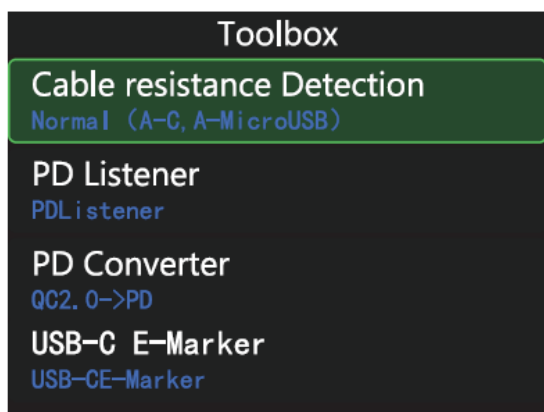 Toolbox
Cable resistance Detection
Normal (A-C, A-MicroUSB)
PD Listener
PDListener
PD Converter
QC2.0->PD
USB-C E-Marker
USB-CE-Marker